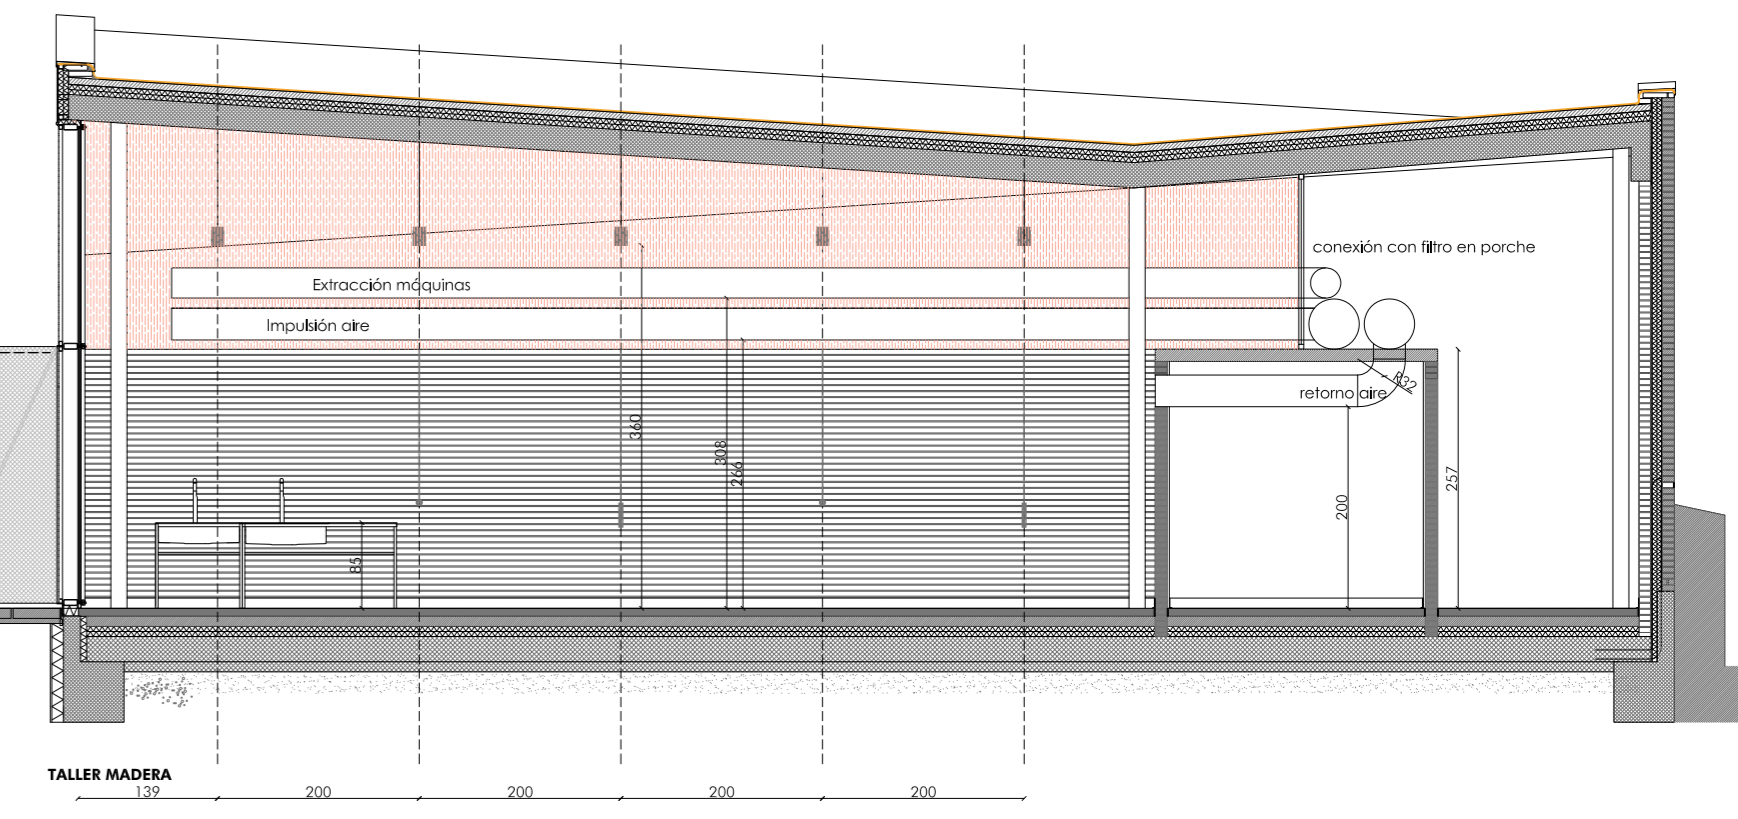 conexión con filtro en porche
Extracción máquinas
Impulsión aire
R32
retorno aire
360
308
266
257
200
85
TALLER MADERA
139
200
200
200
200